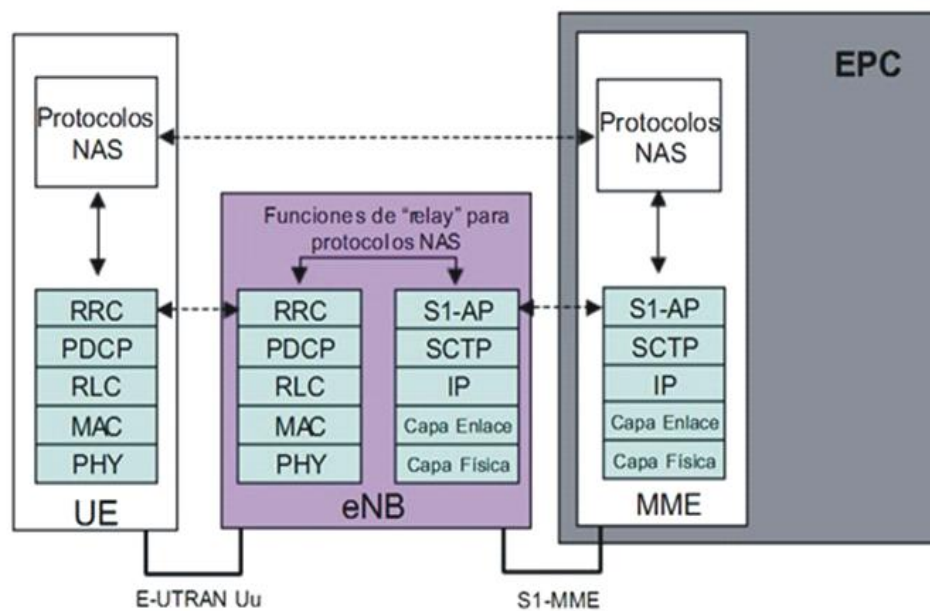 EPC
Protocolos
NAS
Protocolos
NAS
Funciones de “relay” para
protocolos NAS
RRC
PDCP
RLC
MAC
PHY
UE
RRC
PDCP
RLC
MAC
PHY
S1-AP
SCTP
IP
Capa Enlace
Capa Física
eNB
S1-AP
SCTP
IP
Capa Enlace
Capa Física
MME
E-UTRAN Uu
S1-MME